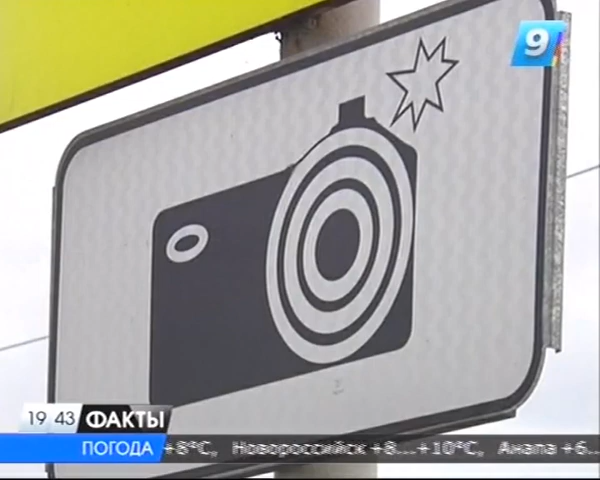 9
19 43 ФАКТЫ
ПОГОДА +8°C, Новороссийск +8...+10°C, Анапа +6...